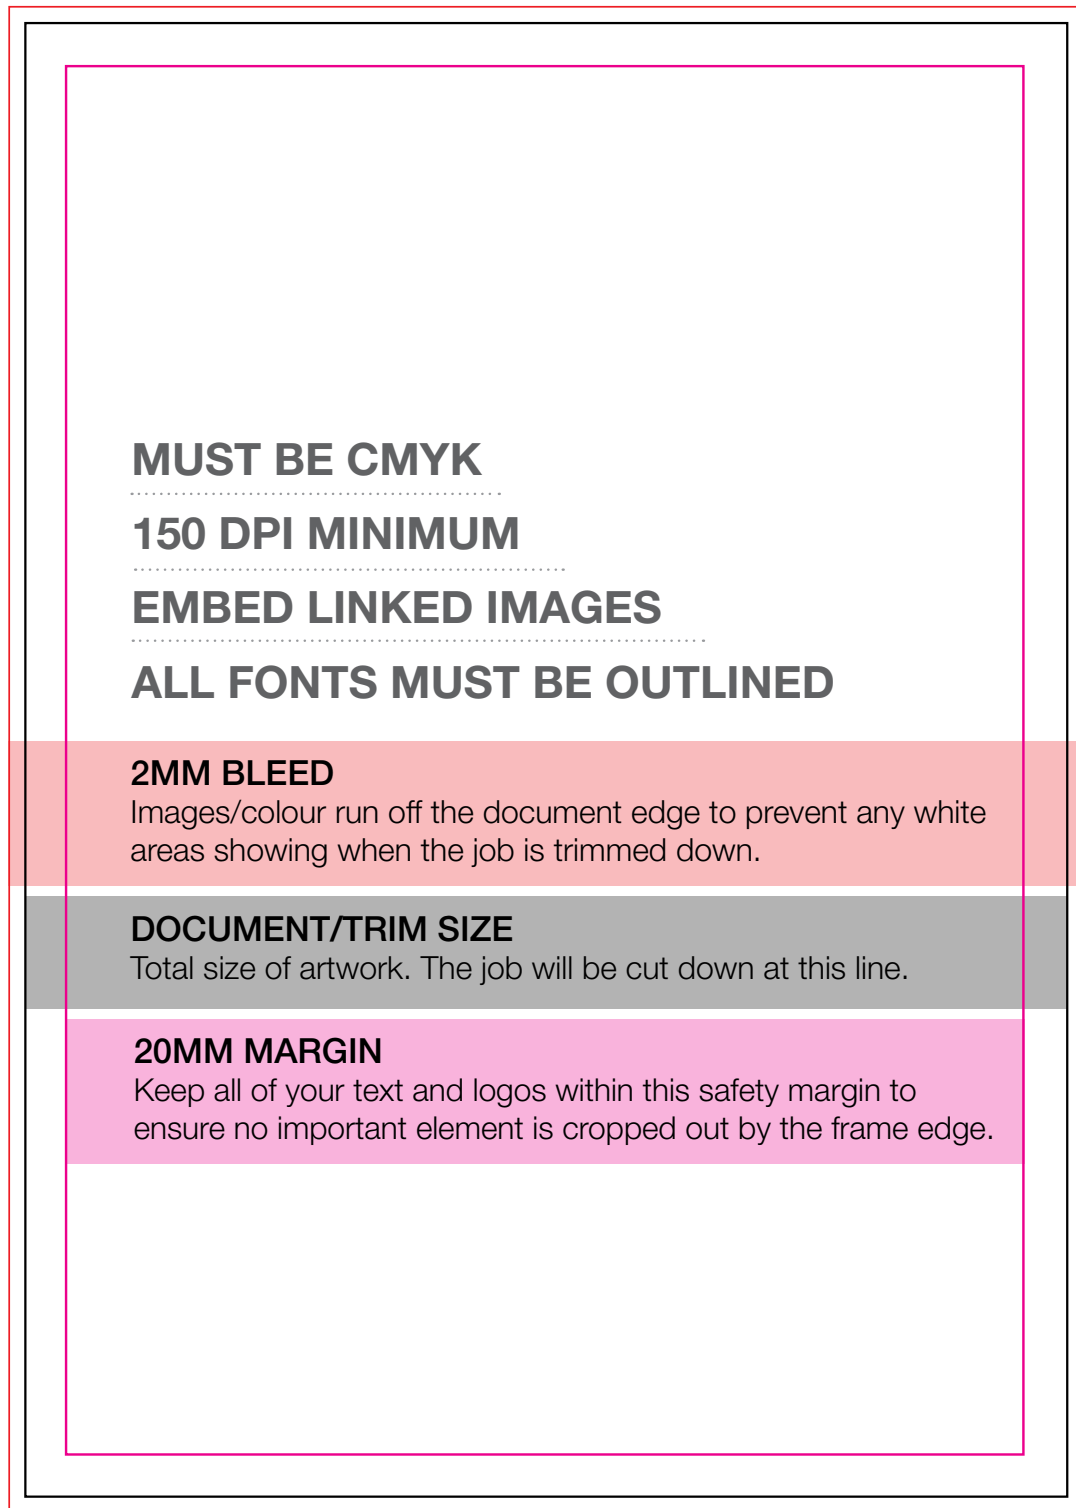 MUST BE CMYK
150 DPI MINIMUM
EMBED LINKED IMAGES
ALL FONTS MUST BE OUTLINED
2MM BLEED
Images/colour run off the document edge to prevent any white
areas showing when the job is trimmed down.
DOCUMENT/TRIM SIZE
Total size of artwork. The job will be cut down at this line.
20MM MARGIN
Keep all of your text and logos within this safety margin to
ensure no important element is cropped out by the frame edge.